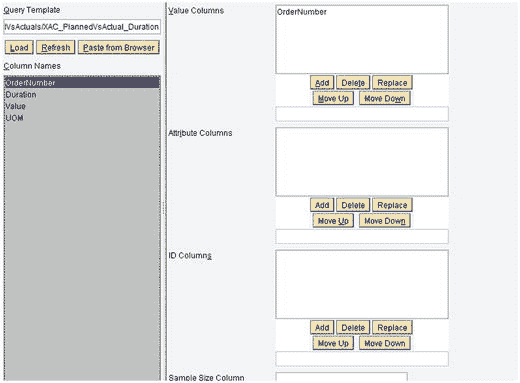 Query Template
IVsActuals/XAC_PlannedVsActual_Duration
Load Refresh Paste from Browser
Column Names
OrderNumber
Duration
Value
UOM
Value Columns
OrderNumber
Add Delete Replace
Move Up Move Down
Attribute Columns
Add Delete Replace
Move Up Move Down
ID Columns
Add Delete Replace
Move Up Move Down
Sample Size Column